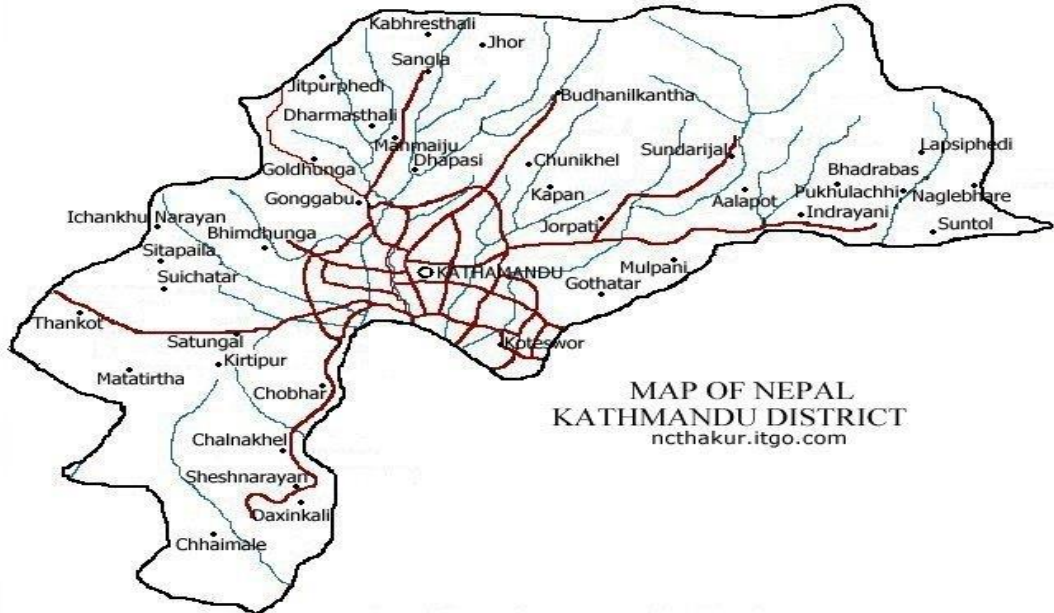 Kabhresthali
Jhor
Sangla
Jitpurphedi
Budhanilkantha
Dharmasthali
Mahmaiju
Dhapasi
Chunikhel
Sundarijal
Lapsiphedi
Goldhunga
Bhadrabas
Kapan
Pukhulachhi
Naglebhare
Gonggabu
Aalapot
Indrayani
Ichankhu Narayan
Jorpati
Suntol
Bhimdhunga
Sitapaila
Mulpani
KATHAMANDU
Suichatar
Gothatar
Thankot
Satungal
Koteswor
Kirtipur
Matatirtha
Chobhar
MAP OF NEPAL
KATHMANDU DISTRICT
ncthakur.itgo.com
Chalnakhel
Sheshnarayan
Daxinkali
Chhaimale